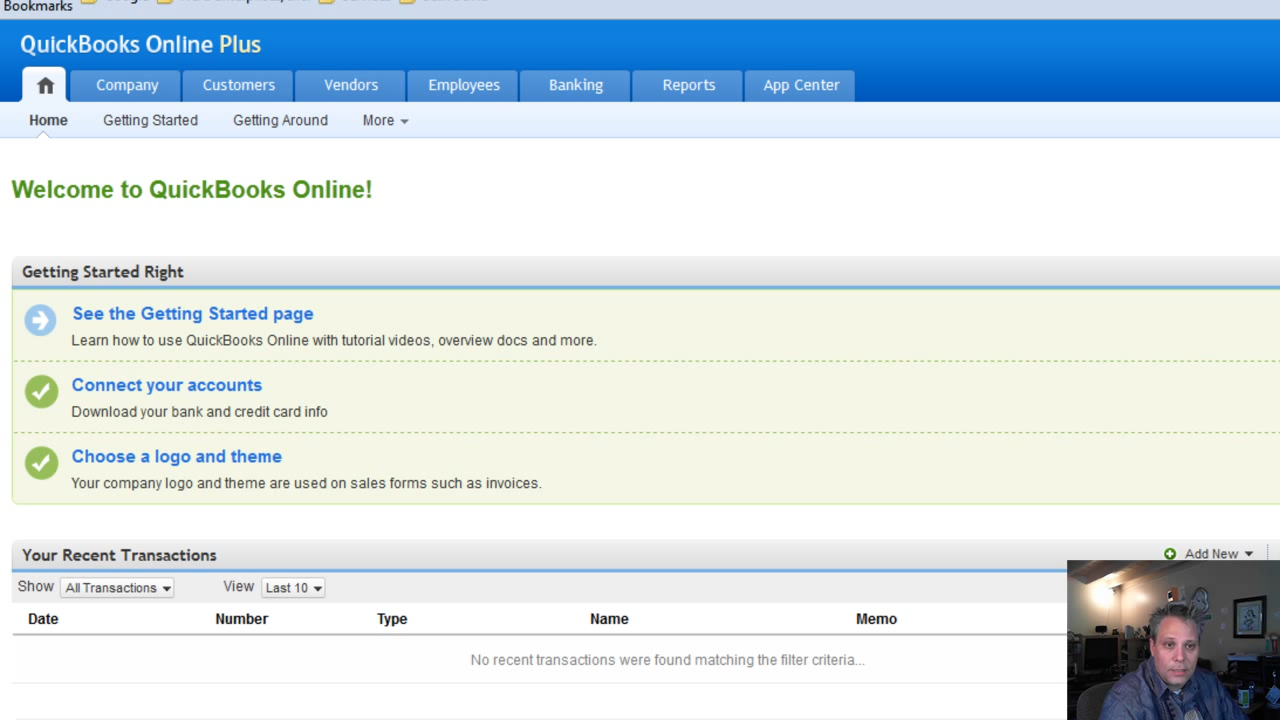 Bookmarks
QuickBooks Online Plus
Company Customers Vendors Employees Banking Reports App Center
Home Getting Started Getting Around More
Welcome to QuickBooks Online!
Getting Started Right
See the Getting Started page
Learn how to use QuickBooks Online with tutorial videos, overview docs and more.
Connect your accounts
Download your bank and credit card info
Choose a logo and theme
Your company logo and theme are used on sales forms such as invoices.
Your Recent Transactions Add New
Show All Transactions View Last 10
Date Number Type Name Memo
No recent transactions were found matching the filter criteria...